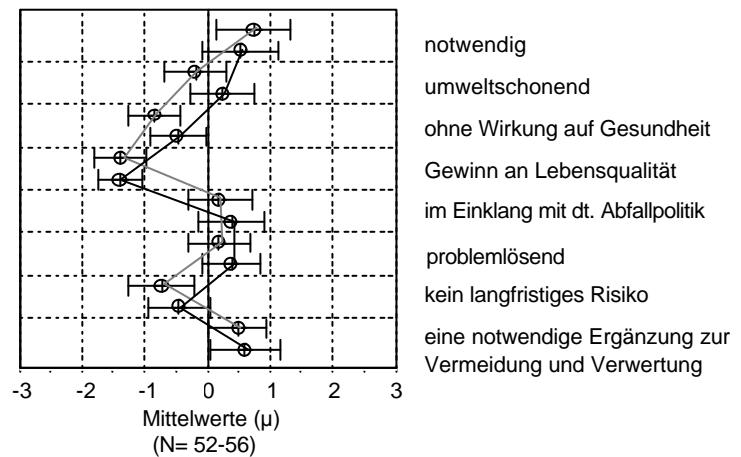 notwendig
umweltschonend
ohne Wirkung auf Gesundheit
Gewinn an Lebensqualität
im Einklang mit dt. Abfallpolitik
problemlösend
kein langfristiges Risiko
eine notwendige Ergänzung zur
Vermeidung und Verwertung
-3 -2 -1 0 1 2 3
Mittelwerte (µ)
(N= 52-56)